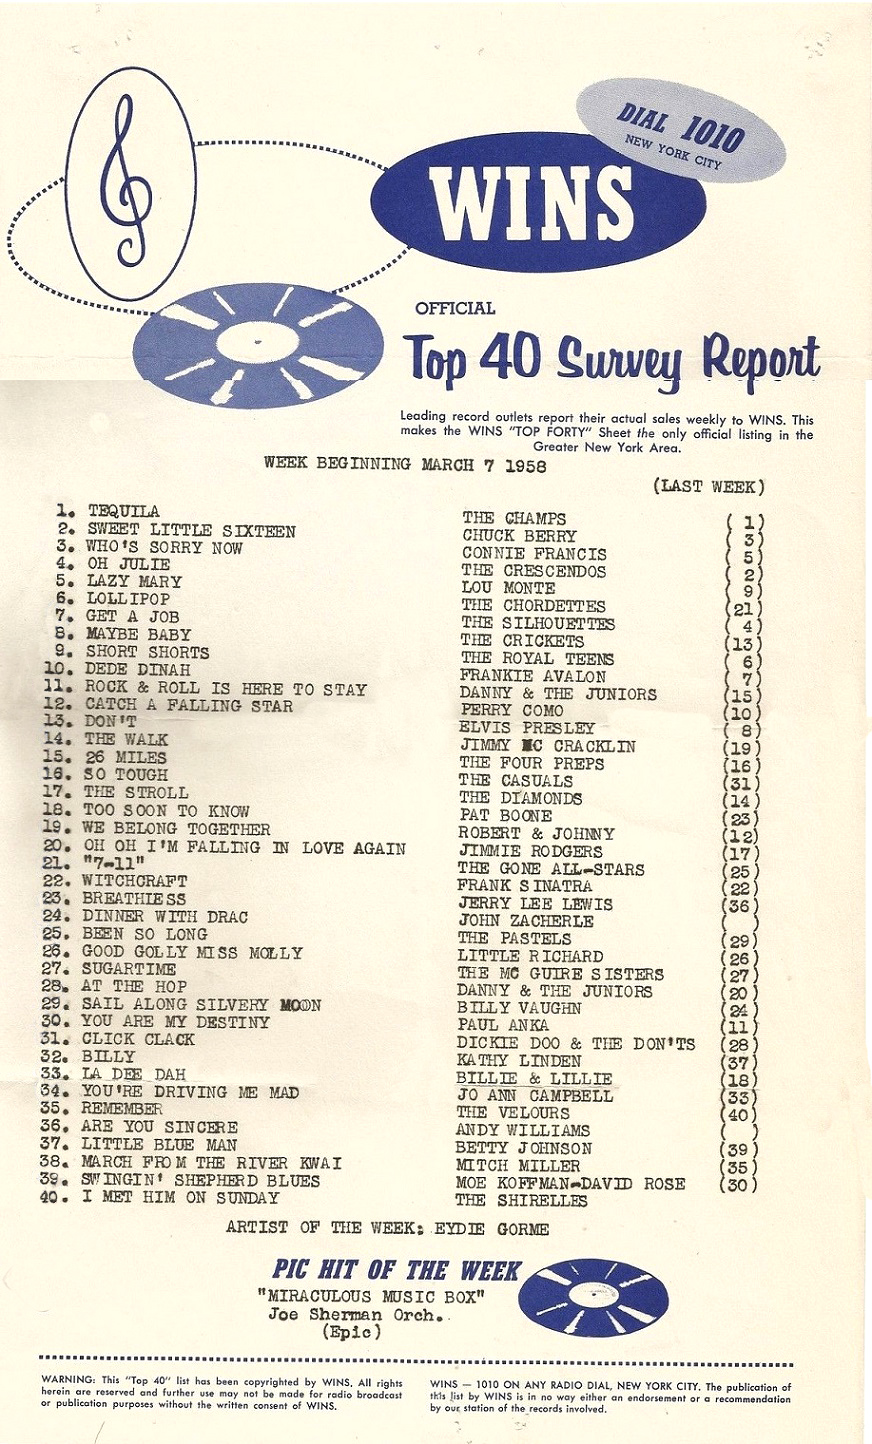 DIAL 1010
NEW YORK CITY
WINS
OFFICIAL
Top 40 Survey Report
Leading record outlets report their actual sales weekly to WINS. This
makes the WINS "TOP FORTY" Sheet the only official listing in the
Greater New York Area.
WEEK BEGINNING MARCH 7 1958
(LAST WEEK)
1. TEQUILA THE CHAMPS ( 1)
2. SWEET LITTLE SIXTEEN CHUCK BERRY ( 3)
3. WHO'S SORRY NOW CONNIE FRANCIS ( 5)
4. OH JULIE THE CRESCENDOS ( 2)
5. LAZY MARY LOU MONTE ( 9)
6. LOLLIPOP THE CHORDETTES (21)
7. GET A JOB THE SILHOUETTES ( 4)
8. MAYBE BABY THE CRICKETS (13)
9. SHORT SHORTS THE ROYAL TEENS ( 6)
10. DEDE DINAH FRANKIE AVALON ( 7)
11. ROCK & ROLL IS HERE TO STAY DANNY & THE JUNIORS (15)
12. CATCH A FALLING STAR PERRY COMO (10)
13. DON'T ELVIS PRESLEY ( 8)
14. THE WALK JIMMY MC CRACKLIN (19)
15. 26 MILES THE FOUR PREPS (16)
16. SO TOUGH THE CASUALS (31)
17. THE STROLL THE DIAMONDS (14)
18. TOO SOON TO KNOW PAT BOONE (23)
19. WE BELONG TOGETHER ROBERT & JOHNNY (12)
20. OH OH I'M FALLING IN LOVE AGAIN JIMMIE RODGERS (17)
21. "7-11" THE GONE ALL-STARS (25)
22. WITCHCRAFT FRANK SINATRA (22)
23. BREATHIESS JERRY LEE LEWIS (36)
24. DINNER WITH DRAC JOHN ZACHERLE ( )
25. BEEN SO LONG THE PASTELS (29)
26. GOOD GOLLY MISS MOLLY LITTLE RICHARD (26)
27. SUGARTIME THE MC GUIRE SISTERS (27)
28. AT THE HOP DANNY & THE JUNIORS (20)
29. SAIL ALONG SILVERY MOON BILLY VAUGHN (24)
30. YOU ARE MY DESTINY PAUL ANKA (11)
31. CLICK CLACK DICKIE DOO & THE DON'TS (28)
32. BILLY KATHY LINDEN (37)
33. LA DEE DAH BILLIE & LILLIE (18)
34. YOU'RE DRIVING ME MAD JO ANN CAMPBELL (33)
35. REMEMBER THE VELOURS (40)
36. ARE YOU SINCERE ANDY WILLIAMS ( )
37. LITTLE BLUE MAN BETTY JOHNSON (39)
38. MARCH FROM THE RIVER KWAI MITCH MILLER (35)
39. SWINGIN' SHEPHERD BLUES MOE KOFFMAN-DAVID ROSE (30)
40. I MET HIM ON SUNDAY THE SHIRELLES
ARTIST OF THE WEEK: EYDIE GORME
PIC HIT OF THE WEEK
"MIRACULOUS MUSIC BOX"
Joe Sherman Orch.
(Epic)
WARNING: This "Top 40" list has been copyrighted by WINS. All rights
herein are reserved and further use may not be made for radio broadcast
or publication purposes without the written consent of WINS.
WINS — 1010 ON ANY RADIO DIAL, NEW YORK CITY. The publication of
this list by WINS is in no way either an endorsement or a recommendation
by our station of the records involved.